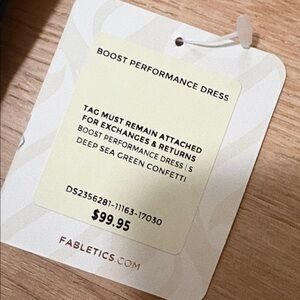 BOOST PERFORMANCE DRESS
TAG MUST REMAIN ATTACHED
FOR EXCHANGES & RETURNS
BOOST PERFORMANCE DRESS | S
DEEP SEA GREEN CONFETTI
DS2356281-11163-17030
$99.95
FABLETICS.COM